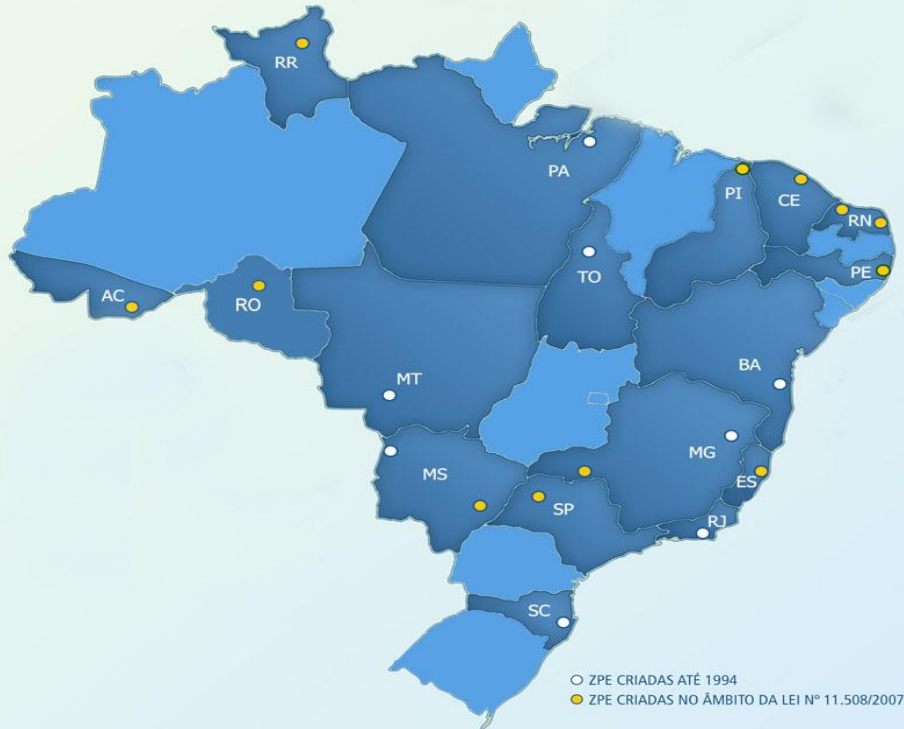 RR
PA
PI
CE
RN
TO
PE
AC
RO
BA
MT
MG
MS
ES
SP
RJ
SC
ZPE CRIADAS ATÉ 1994
ZPE CRIADAS NO ÂMBITO DA LEI Nº 11.508/2007